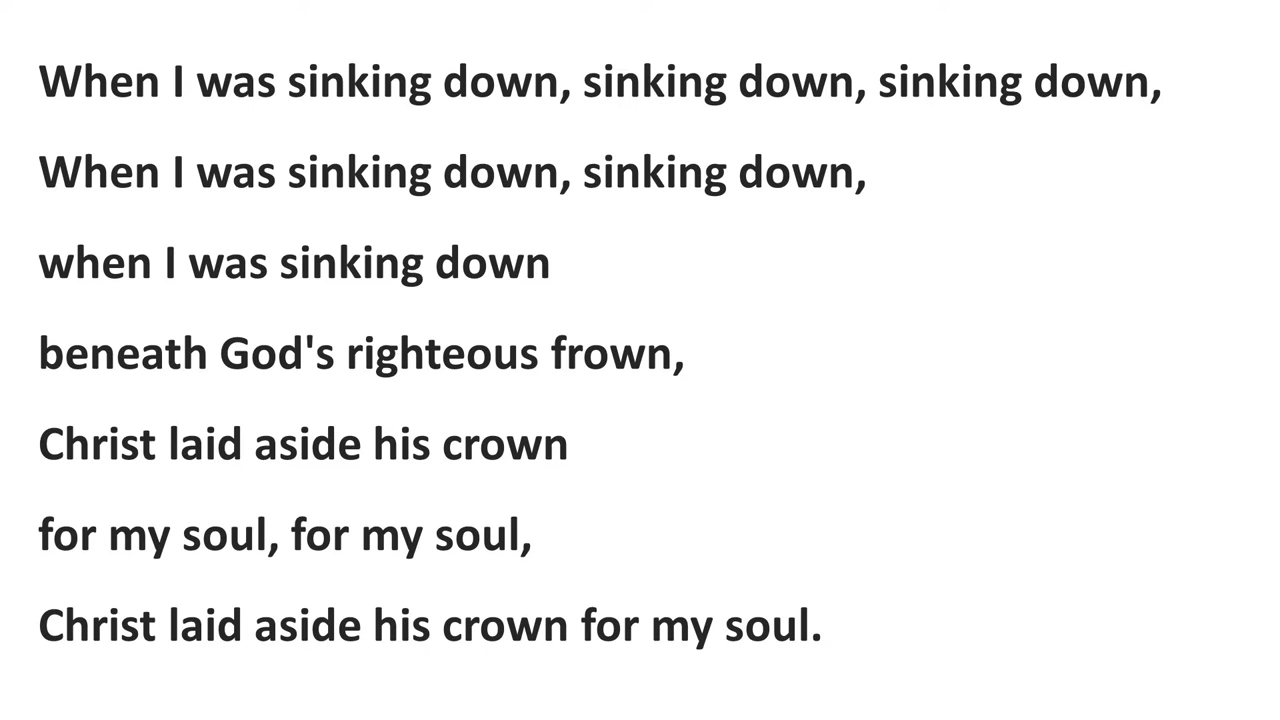 When I was sinking down, sinking down, sinking down,
When I was sinking down, sinking down,
when I was sinking down
beneath God's righteous frown,
Christ laid aside his crown
for my soul, for my soul,
Christ laid aside his crown for my soul.